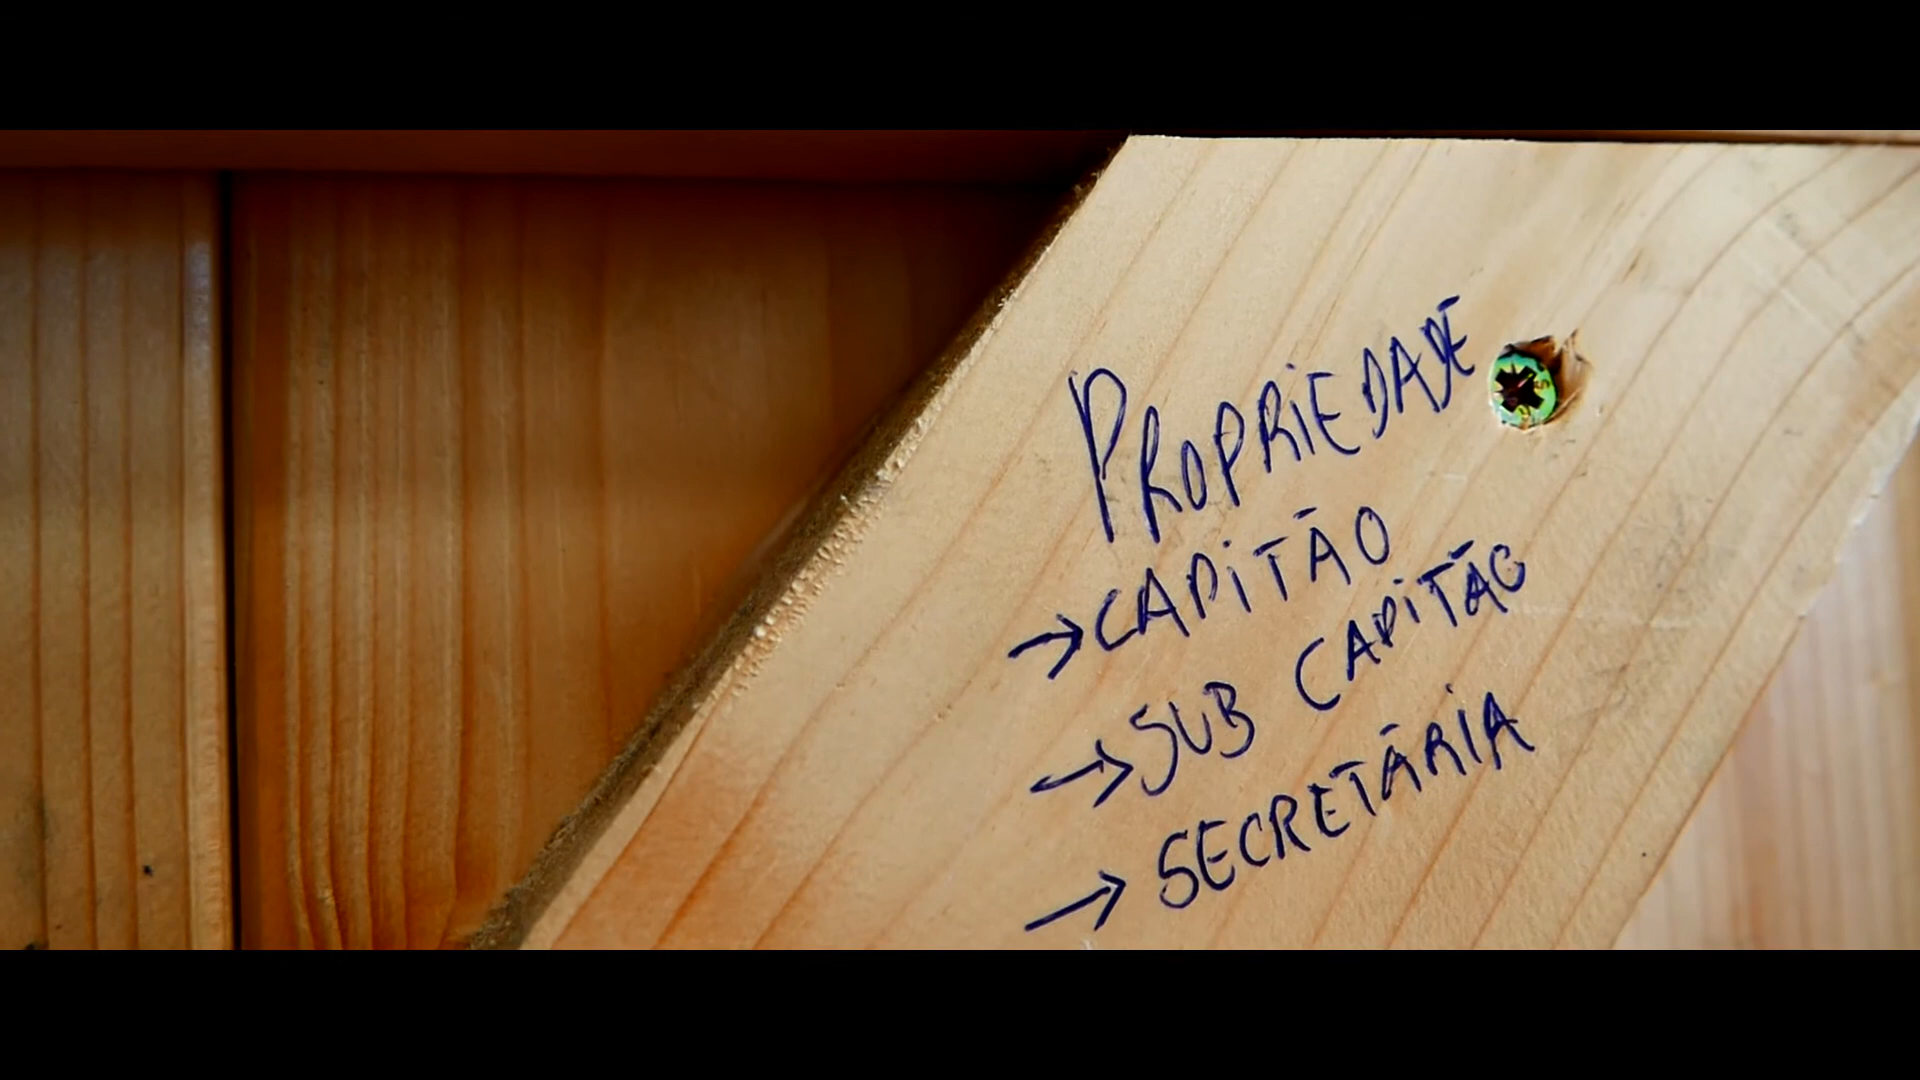 PROPRIEDADE
→CAPITÃO
→SUB CAPITÃO
→SECRETÁRIA